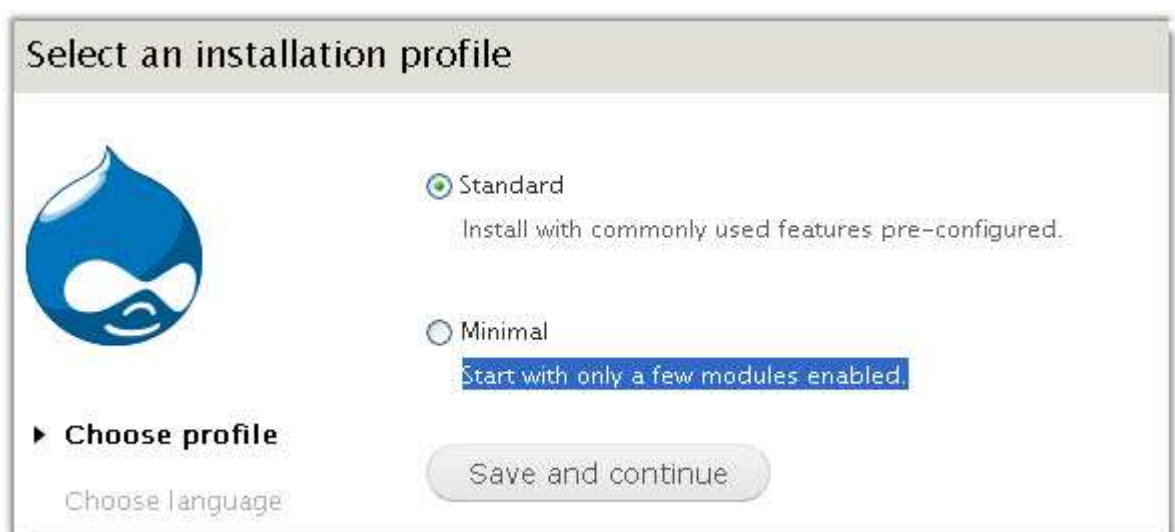 Select an installation profile
Standard
Install with commonly used features pre-configured.
Minimal
Start with only a few modules enabled.
Save and continue
Choose profile
Choose language